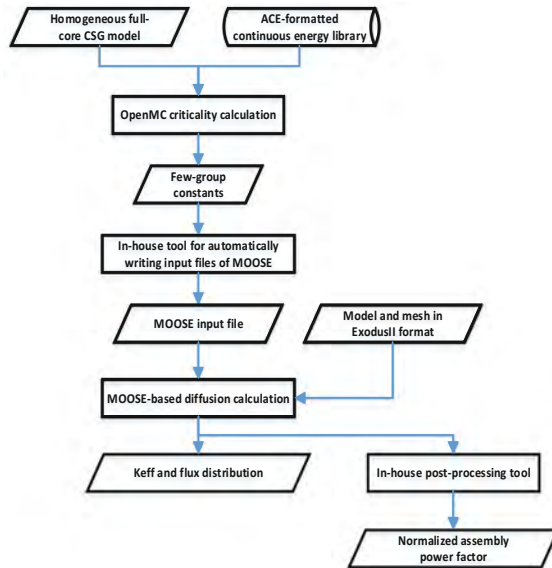 Homogeneous full-
core CSG model
ACE-formatted
continuous energy library
OpenMC criticality calculation
Few-group
constants
In-house tool for automatically
writing input files of MOOSE
MOOSE input file
Model and mesh in
ExodusII format
MOOSE-based diffusion calculation
Keff and flux distribution
In-house post-processing tool
Normalized assembly
power factor